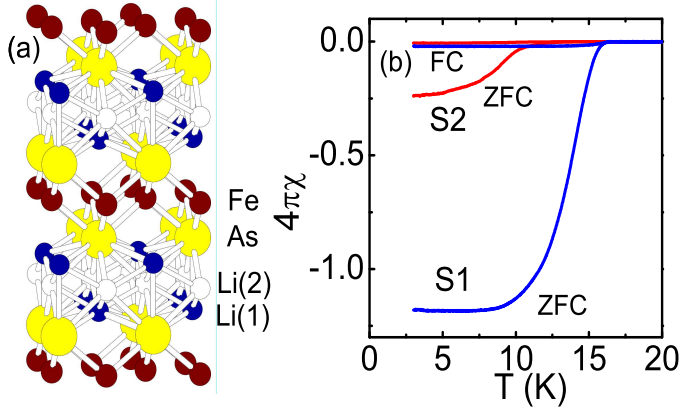 (a)
Fe
As
Li(2)
Li(1)
(b)
0.0
-0.5
-1.0
4πχ
FC
ZFC
S2
S1
ZFC
0 5 10 15 20
T (K)